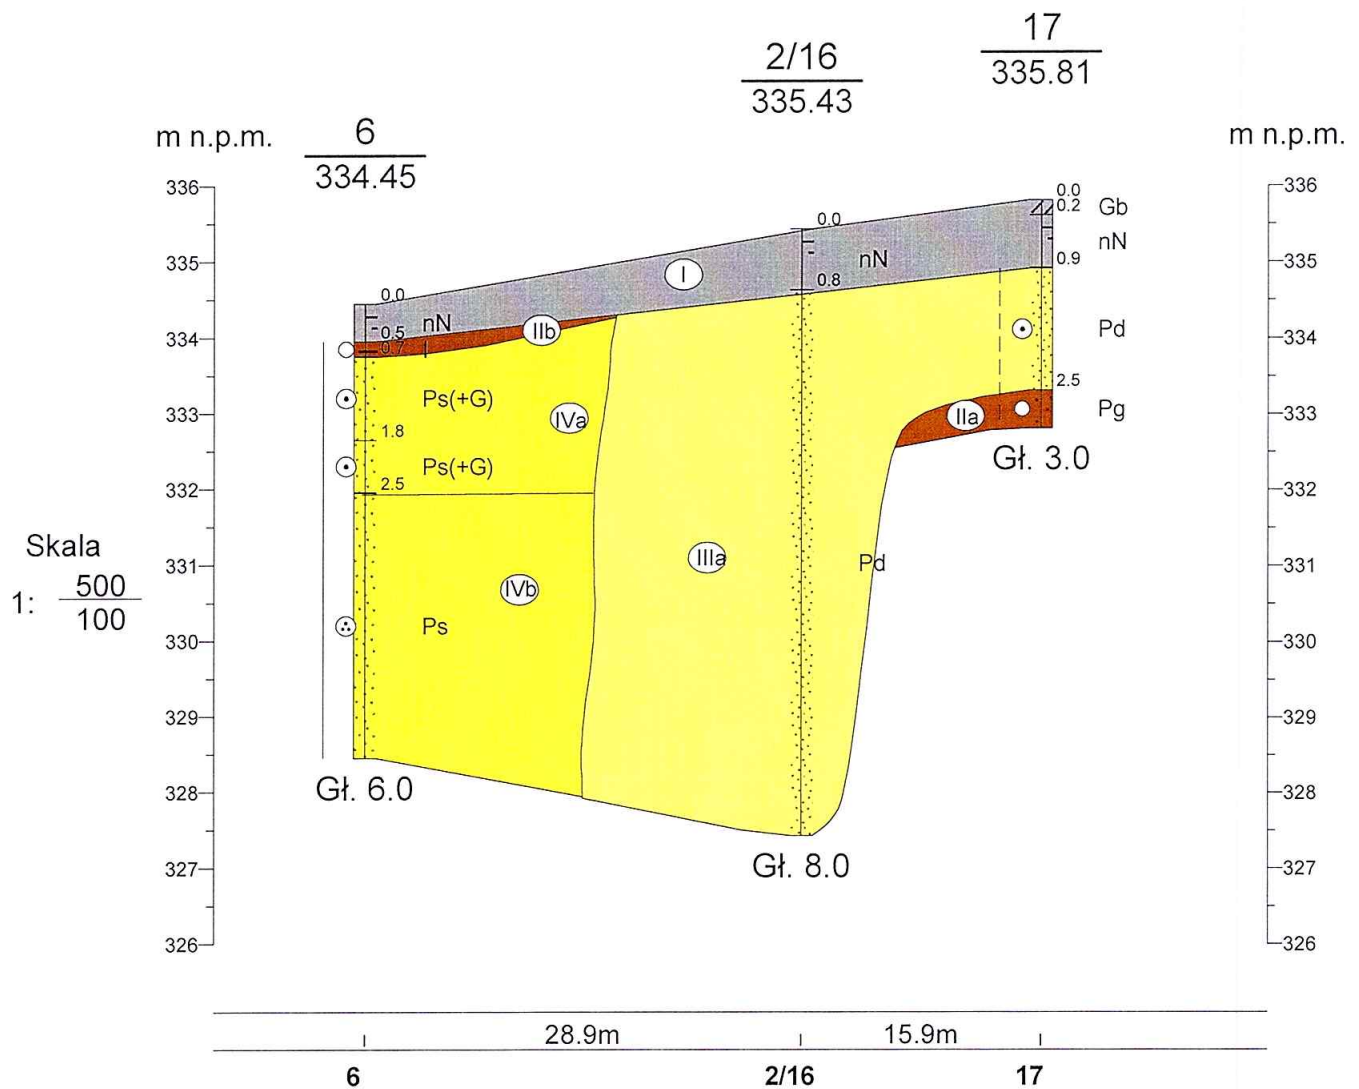 17
335.81
2/16
335.43
6
334.45
m n.p.m.
m n.p.m.
336
335
334
333
332
331
330
329
328
327
326
336
335
334
333
332
331
330
329
328
327
326
Skala
1: 500
100
0.0
0.5
0.7
1.8
2.5
nN
I
Ps(+G)
Ps(+G)
Ps
Gł. 6.0
I
IIb
IVa
IVb
IIIa
IIa
0.0
0.8
nN
Pd
Gł. 8.0
0.0
0.2
0.9
2.5
Gb
nN
Pd
Pg
Gł. 3.0
28.9m
15.9m
6
2/16
17